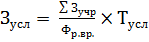 Зусл = ∑ Зучр / Фр.вр. × Тусл